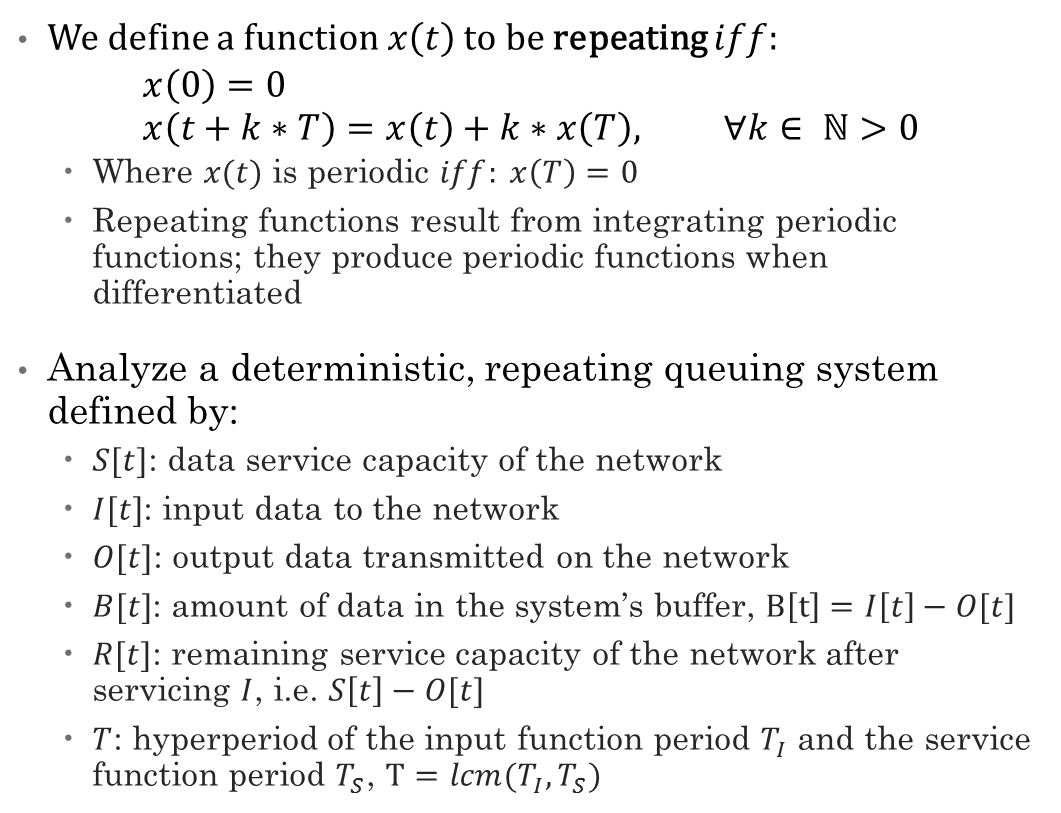 • We define a function x(t) to be repeating iff:
x(0) = 0
x(t + k ∗ T) = x(t) + k ∗ x(T), ∀k ∈ ℕ > 0
• Where x(t) is periodic iff: x(T) = 0
• Repeating functions result from integrating periodic
functions; they produce periodic functions when
differentiated
• Analyze a deterministic, repeating queuing system
defined by:
• S[t]: data service capacity of the network
• I[t]: input data to the network
• O[t]: output data transmitted on the network
• B[t]: amount of data in the system’s buffer, B[t] = I[t] − O[t]
• R[t]: remaining service capacity of the network after
servicing I, i.e. S[t] − O[t]
• T: hyperperiod of the input function period T_I and the service
function period T_S, T = lcm(T_I, T_S)